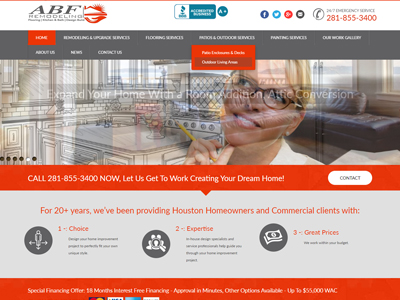 ABF
REMODELING
BBB
ACCREDITED
BUSINESS
A+
24/7 EMERGENCY SERVICE
281-855-3400
HOME
REMODELING & UPGRADE SERVICES
FLOORING SERVICES
PATIOS & OUTDOOR SERVICES
PAINTING SERVICES
OUR WORK GALLERY
ABOUT US
NEWS
CONTACT US
Patio Enclosures & Decks
Outdoor Living Areas
Expand Your Home With a Room Addition, Attic Conversion
CALL 281-855-3400 NOW, Let Us Get To Work Creating Your Dream Home!
CONTACT
For 20+ years, we've been providing Houston Homeowners and Commercial clients with:
1 -: Choice
Design your home improvement
project to perfectly fit your own
unique style.
2 -: Expertise
In-house design specialists and
service professionals help guide you
through your home improvement
project
3 -: Great Prices
We work within your budget.
Special Financing Offer: 18 Months Interest Free Financing - Approval in Minutes, Other Options Available - Up To $55,000 WAC